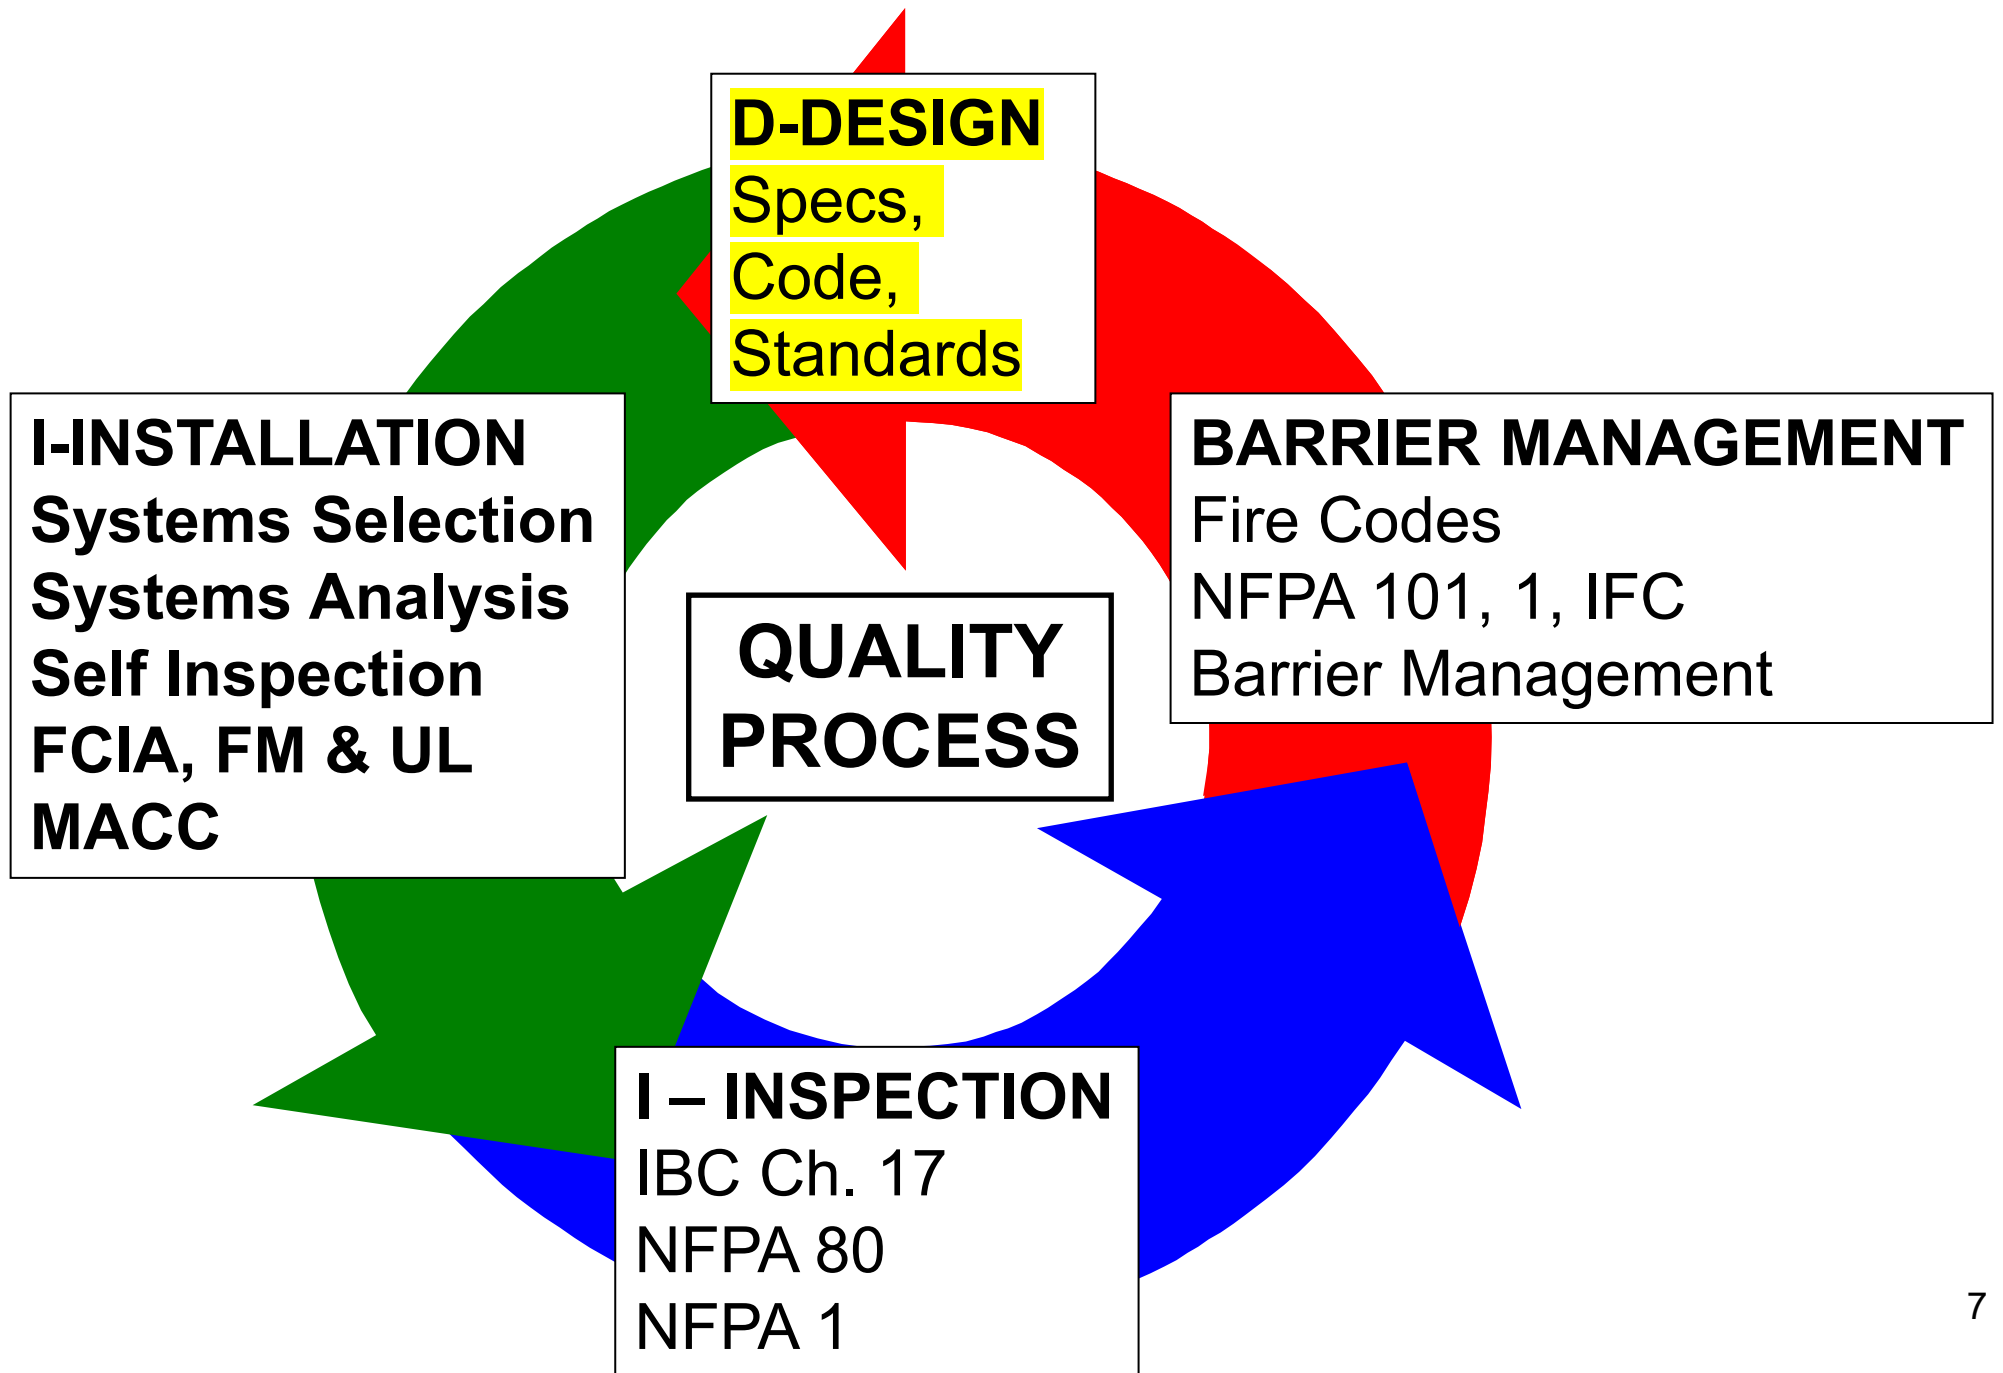 D-DESIGN
Specs,
Code,
Standards
I-INSTALLATION
Systems Selection
Systems Analysis
Self Inspection
FCIA, FM & UL
MACC
BARRIER MANAGEMENT
Fire Codes
NFPA 101, 1, IFC
Barrier Management
QUALITY
PROCESS
I – INSPECTION
IBC Ch. 17
NFPA 80
NFPA 1
7